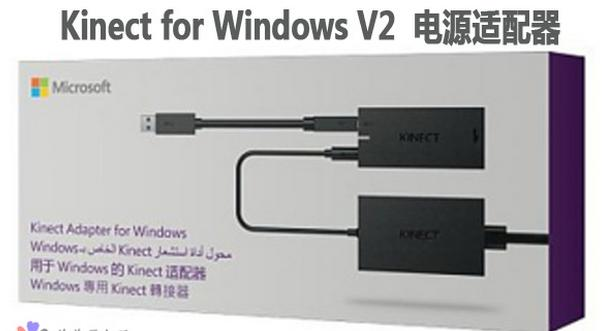 Kinect for Windows V2 电源适配器
Microsoft
KINECT
KINECT
Kinect Adapter for Windows
محول أداة استشعار Kinect الخاص بـ Windows
用于 Windows 的 Kinect 适配器
Windows 專用 Kinect 轉接器